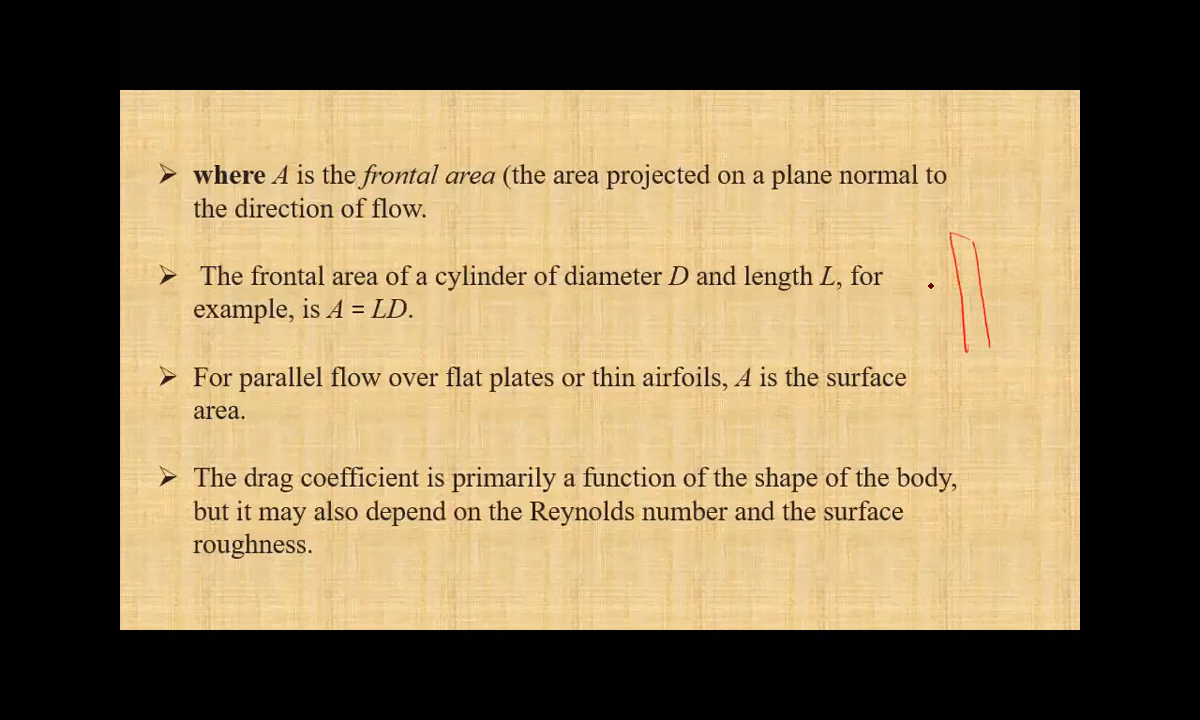 ➢ where A is the frontal area (the area projected on a plane normal to
the direction of flow.
➢ The frontal area of a cylinder of diameter D and length L, for
example, is A = LD.
➢ For parallel flow over flat plates or thin airfoils, A is the surface
area.
➢ The drag coefficient is primarily a function of the shape of the body,
but it may also depend on the Reynolds number and the surface
roughness.